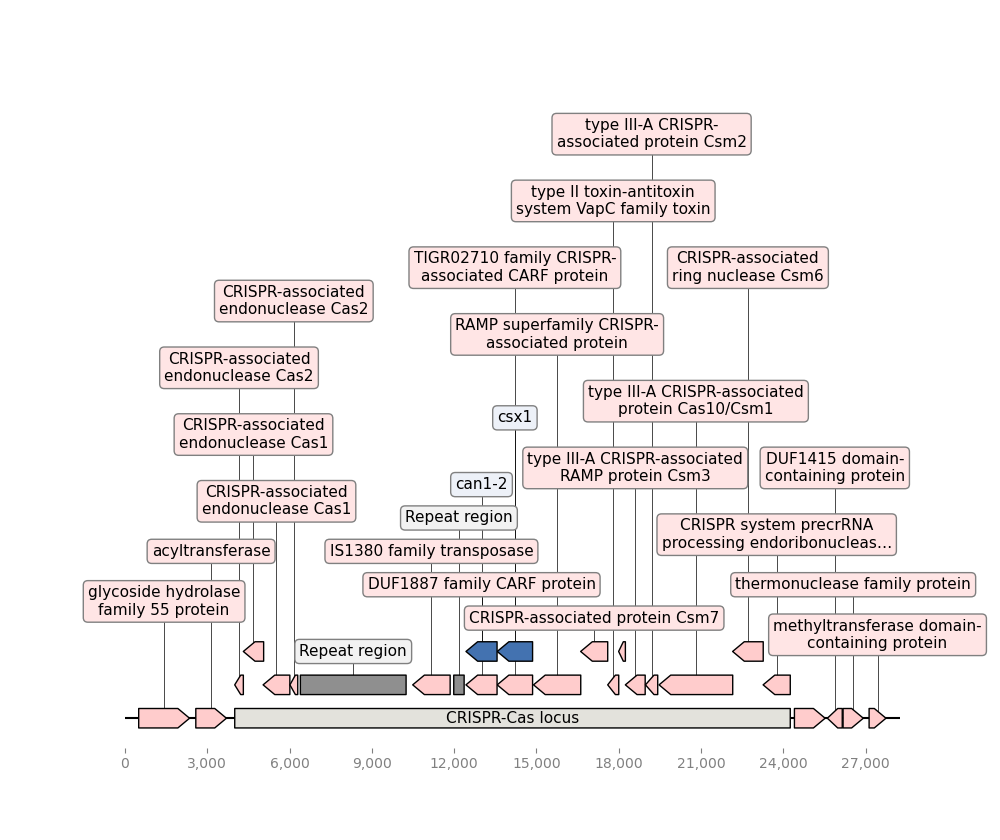 type III-A CRISPR-
associated protein Csm2
type II toxin-antitoxin
system VapC family toxin
TIGR02710 family CRISPR-
associated CARF protein
CRISPR-associated
ring nuclease Csm6
CRISPR-associated
endonuclease Cas2
RAMP superfamily CRISPR-
associated protein
CRISPR-associated
endonuclease Cas2
type III-A CRISPR-associated
protein Cas10/Csm1
csx1
CRISPR-associated
endonuclease Cas1
type III-A CRISPR-associated
RAMP protein Csm3
DUF1415 domain-
containing protein
can1-2
CRISPR-associated
endonuclease Cas1
Repeat region
CRISPR system precrRNA
processing endoribonucleas...
acyltransferase
IS1380 family transposase
DUF1887 family CARF protein
thermonuclease family protein
glycoside hydrolase
family 55 protein
CRISPR-associated protein Csm7
methyltransferase domain-
containing protein
Repeat region
CRISPR-Cas locus
0
3,000
6,000
9,000
12,000
15,000
18,000
21,000
24,000
27,000